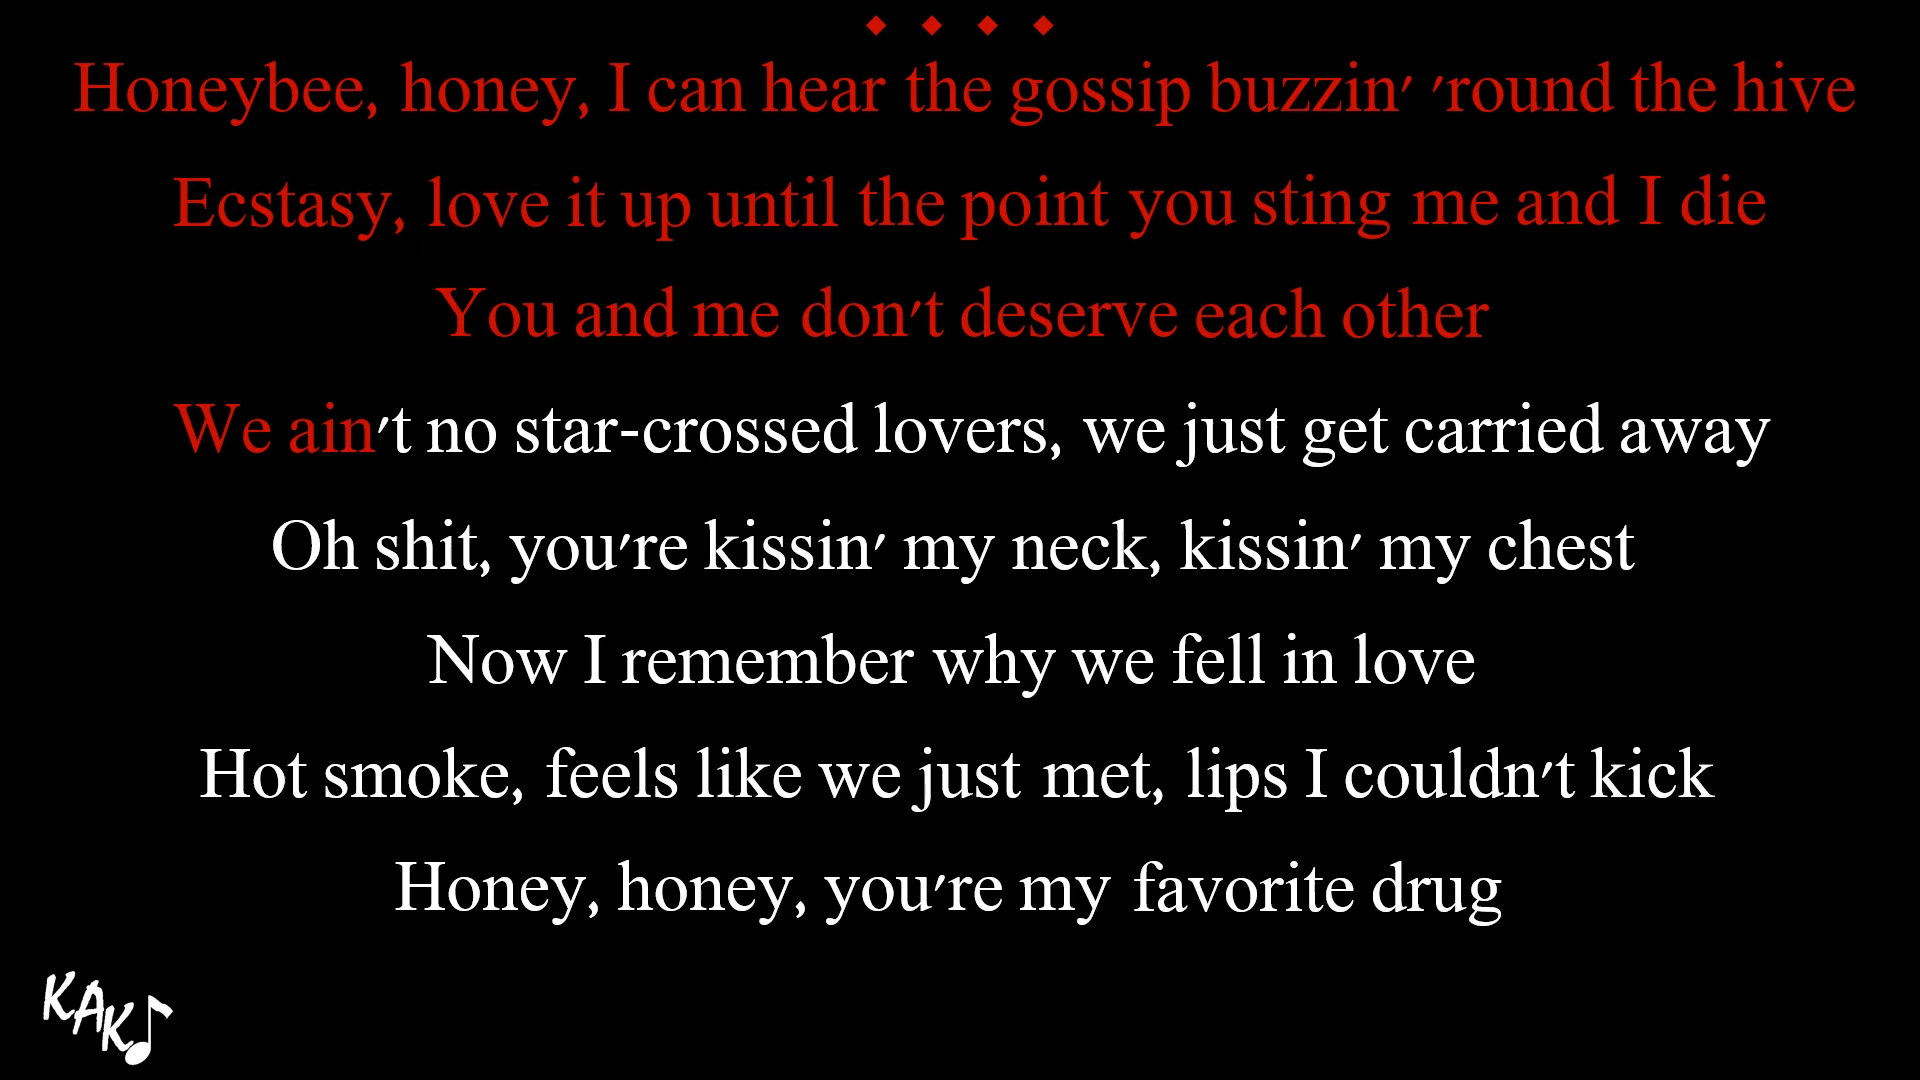 Honeybee, honey, I can hear the gossip buzzin' 'round the hive
Ecstasy, love it up until the point you sting me and I die
You and me don't deserve each other
We ain't no star-crossed lovers, we just get carried away
Oh shit, you're kissin' my neck, kissin' my chest
Now I remember why we fell in love
Hot smoke, feels like we just met, lips I couldn't kick
Honey, honey, you're my favorite drug
KAK